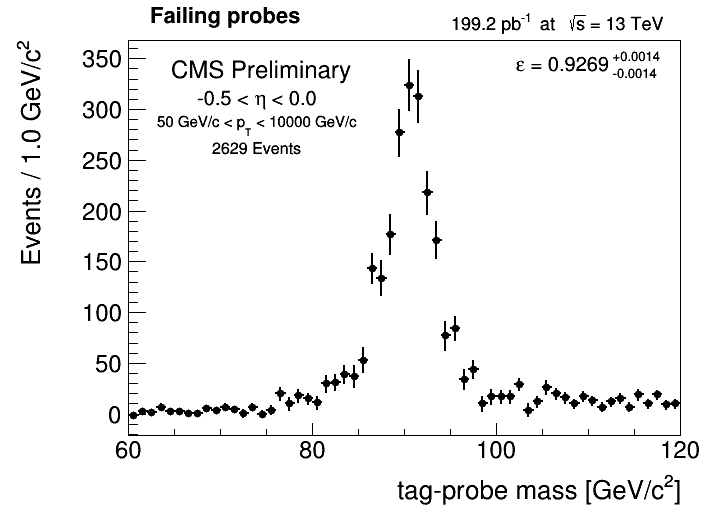 Failing probes
199.2 pb⁻¹ at √s = 13 TeV
Events / 1.0 GeV/c²
CMS Preliminary
-0.5 < η < 0.0
50 GeV/c < p_T < 10000 GeV/c
2629 Events
ε = 0.9269 +0.0014 -0.0014
350
300
250
200
150
100
50
0
60 80 100 120
tag-probe mass [GeV/c²]